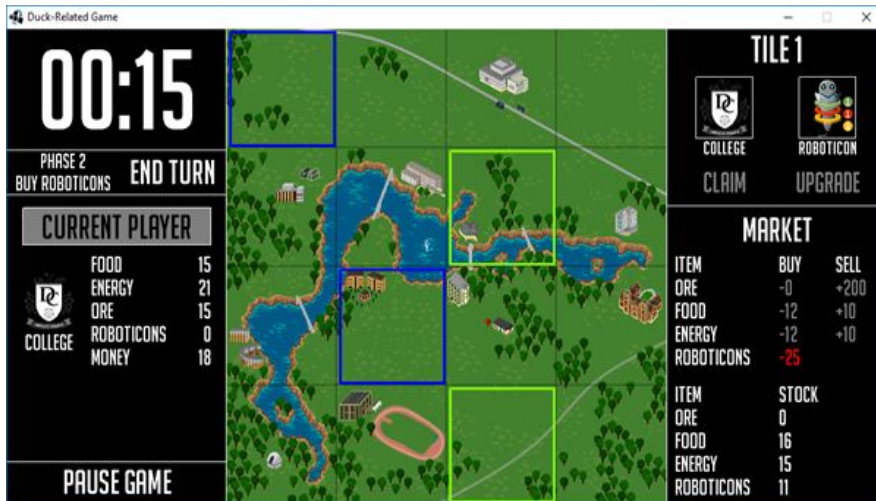 Duck-Related Game
00:15
PHASE 2
BUY ROBOTICONS
END TURN
CURRENT PLAYER
DC
COLLEGE
FOOD 15
ENERGY 21
ORE 15
ROBOTICONS 0
MONEY 18
PAUSE GAME
TILE 1
DC
COLLEGE
ROBOTICON
CLAIM
UPGRADE
MARKET
ITEM BUY SELL
ORE -0 +200
FOOD -12 +10
ENERGY -12 +10
ROBOTICONS -25
ITEM STOCK
ORE 0
FOOD 16
ENERGY 15
ROBOTICONS 11